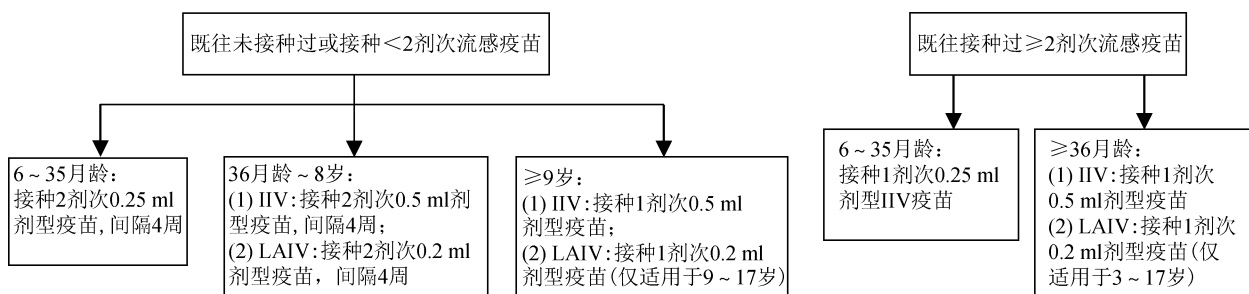 既往未接种过或接种＜2剂次流感疫苗
既往接种过≥2剂次流感疫苗
6～35月龄：
接种2剂次0.25 ml
剂型疫苗,间隔4周
36月龄～8岁：
(1) IIV：接种2剂次0.5 ml剂
型疫苗,间隔4周；
(2) LAIV：接种2剂次0.2 ml
剂型疫苗，间隔4周
≥9岁：
(1) IIV：接种1剂次0.5 ml
剂型疫苗；
(2) LAIV：接种1剂次0.2 ml
剂型疫苗(仅适用于9～17岁)
6～35月龄：
接种1剂次0.25 ml
剂型IIV疫苗
≥36月龄：
(1) IIV：接种1剂次
0.5 ml剂型疫苗
(2) LAIV：接种1剂次
0.2 ml剂型疫苗(仅
适用于3～17岁)